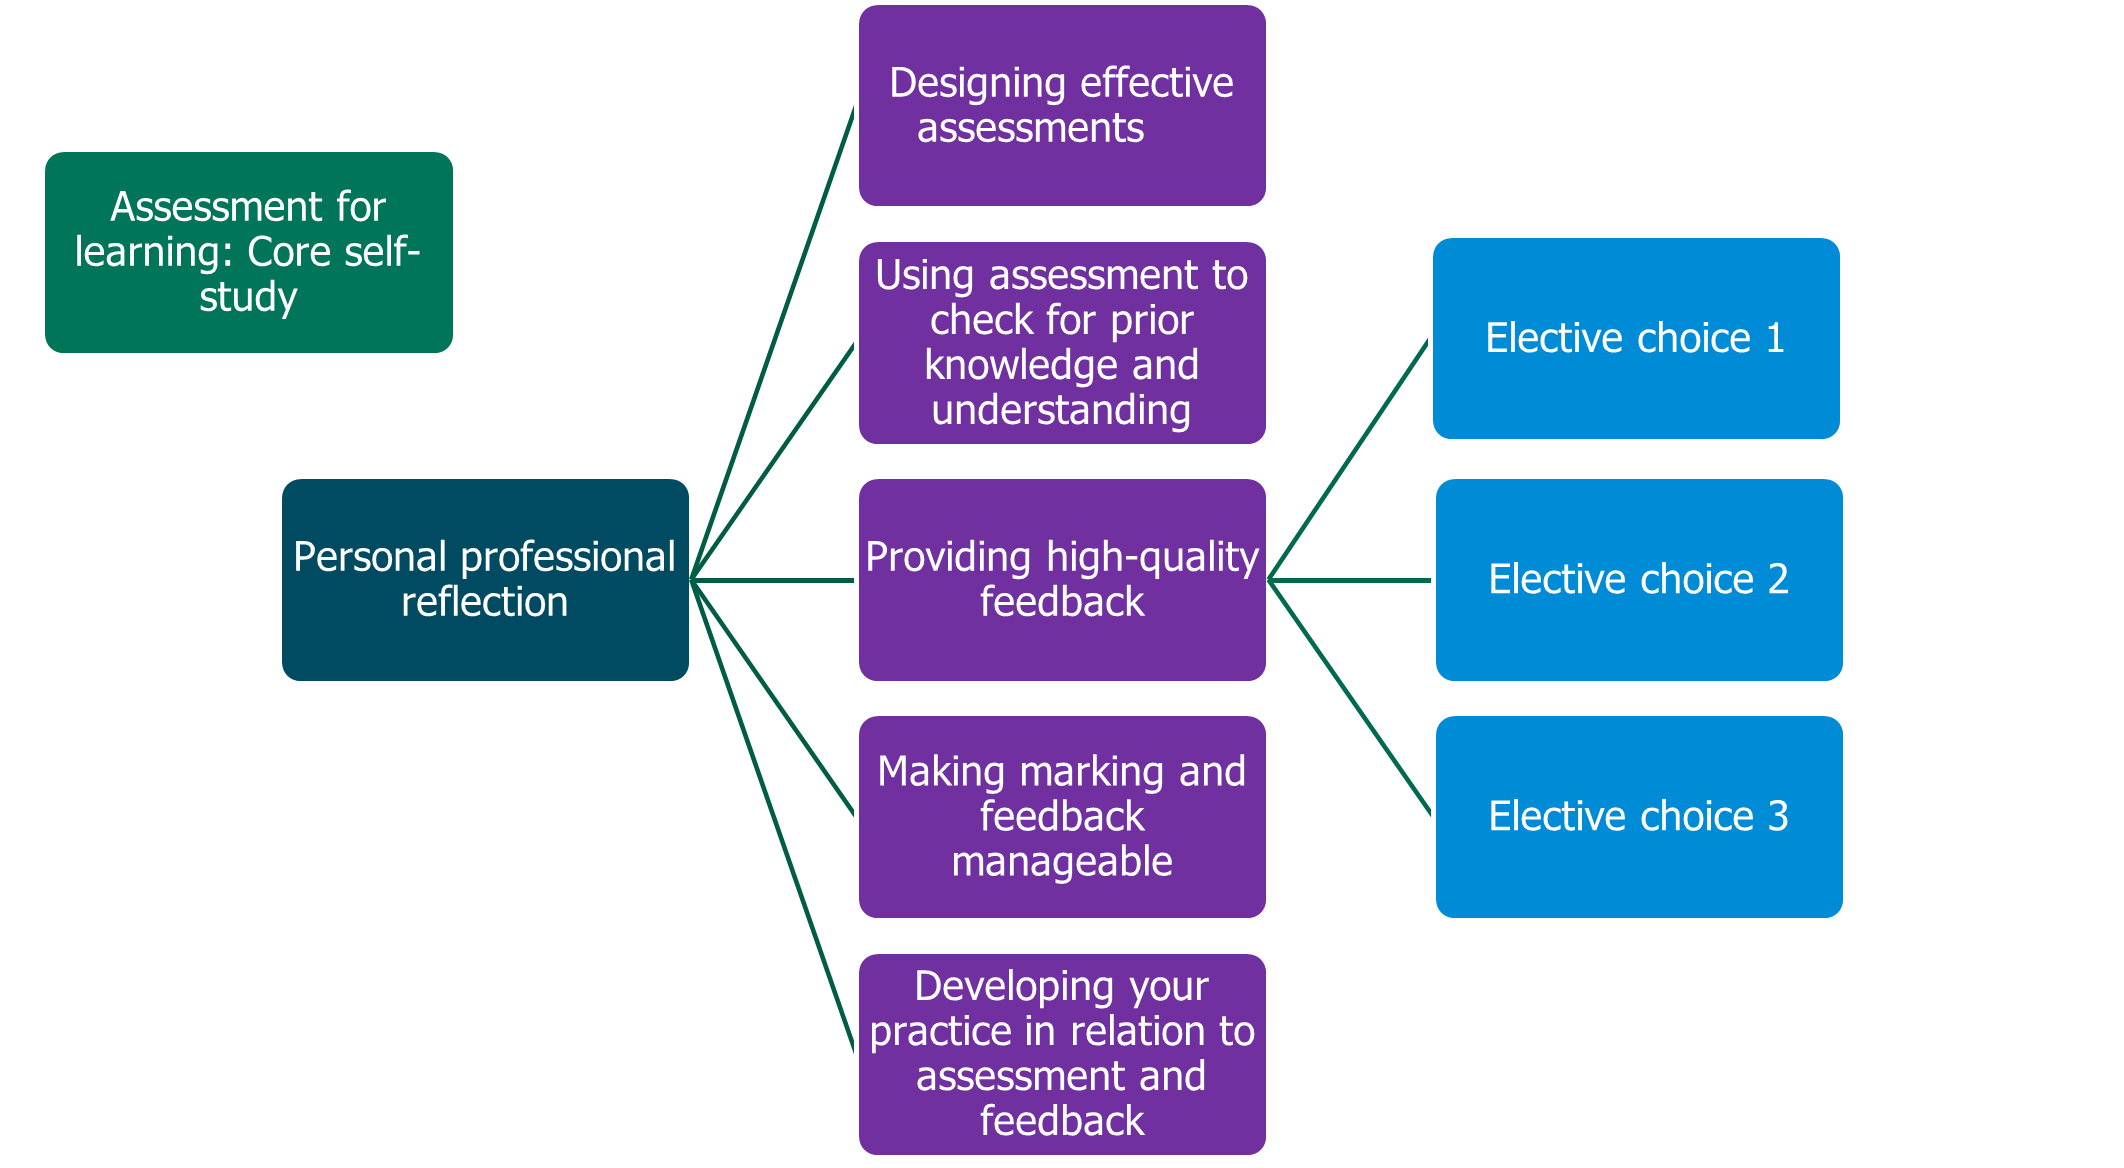 Assessment for
learning: Core self-
study
Personal professional
reflection
Designing effective
assessments
Using assessment to
check for prior
knowledge and
understanding
Providing high-quality
feedback
Making marking and
feedback
manageable
Developing your
practice in relation to
assessment and
feedback
Elective choice 1
Elective choice 2
Elective choice 3